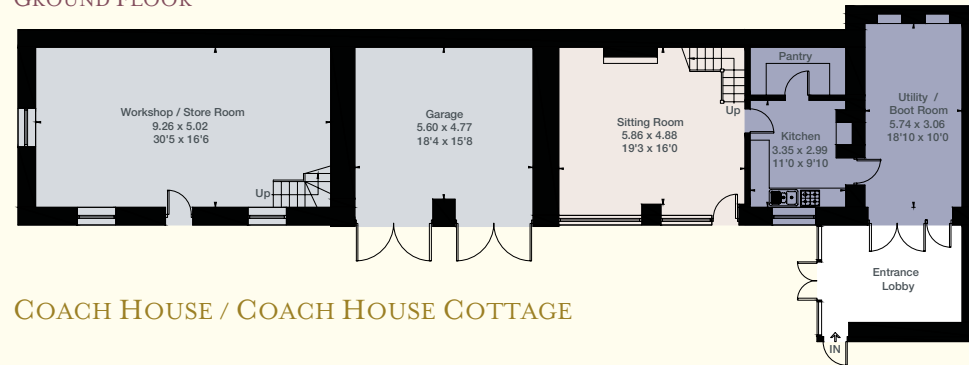 GROUND FLOOR
Workshop / Store Room
9.26 x 5.02
30'5 x 16'6
Up
Garage
5.60 x 4.77
18'4 x 15'8
Sitting Room
5.86 x 4.88
19'3 x 16'0
Up
Pantry
Kitchen
3.35 x 2.99
11'0 x 9'10
Utility /
Boot Room
5.74 x 3.06
18'10 x 10'0
Entrance
Lobby
IN
COACH HOUSE / COACH HOUSE COTTAGE